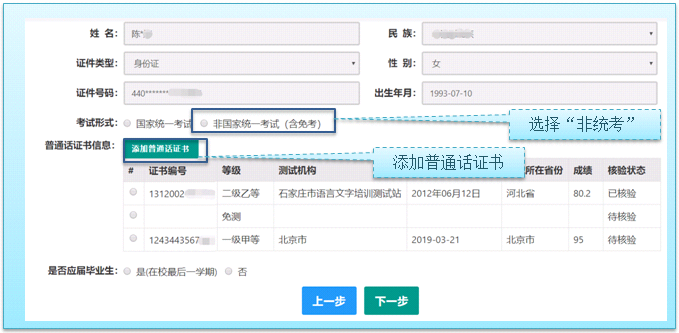 姓 名： 陈* 民 族：
证件类型： 身份证 性 别： 女
证件号码： 440******* 出生年月： 1993-07-10
考试形式： 国家统一考试 非国家统一考试（含免考） 选择“非统考”
普通话证书信息： 添加普通话证书 添加普通话证书
# 证书编号 等级 测试机构 所在省份 成绩 核验状态
1312002 二级乙等 石家庄市语言文字培训测试站 2012年06月12日 河北省 80.2 已核验
免测 待核验
1243443567 一级甲等 北京市 2019-03-21 北京市 95 待核验
是否应届毕业生： 是(在校最后一学期) 否
上一步 下一步